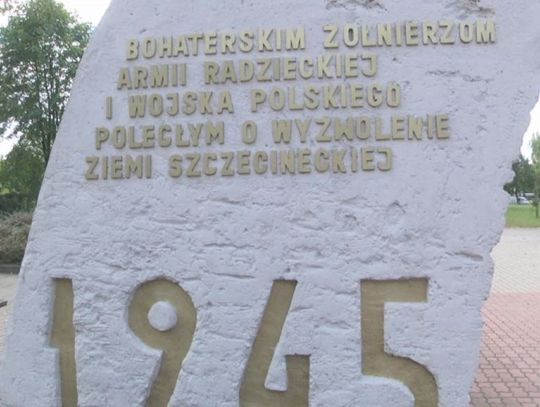 BOHATERSKIM ŻOŁNIERZOM
ARMII RADZIECKIEJ
I WOJSKA POLSKIEGO
POLEGŁYM O WYZWOLENIE
ZIEMI SZCZECINECKIEJ
1945